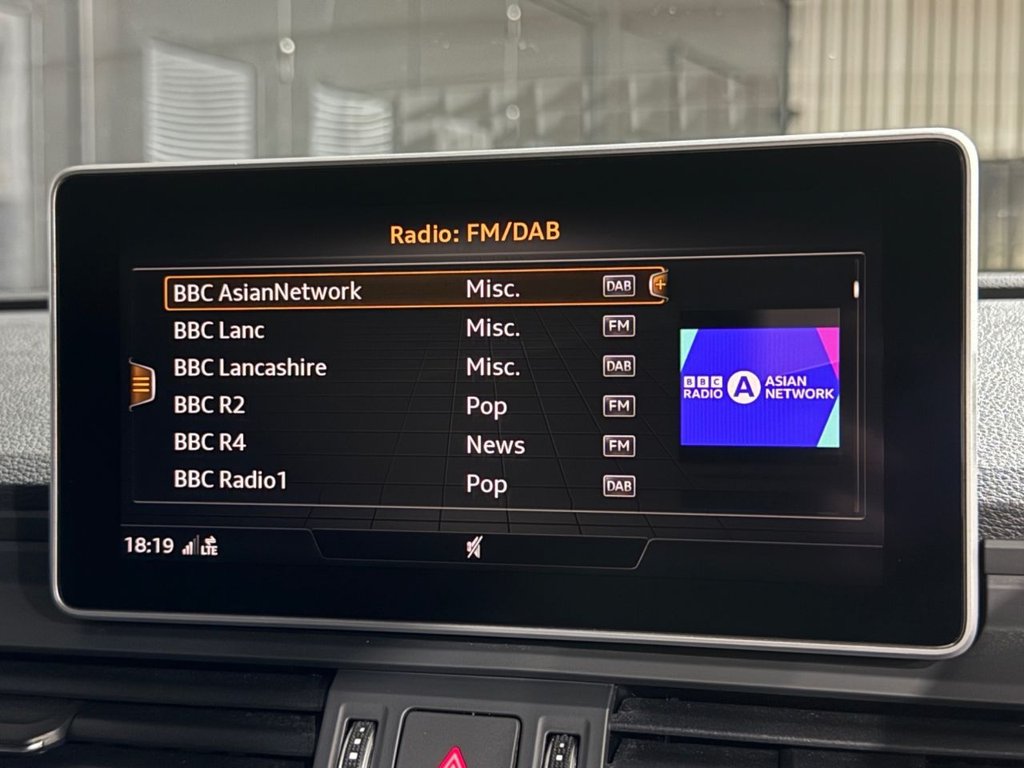 Radio: FM/DAB
BBC AsianNetwork Misc. DAB +
BBC Lanc Misc. FM
BBC Lancashire Misc. DAB
BBC R2 Pop FM
BBC R4 News FM
BBC Radio1 Pop DAB
BBC
RADIO A ASIAN
NETWORK
18:19 LTE